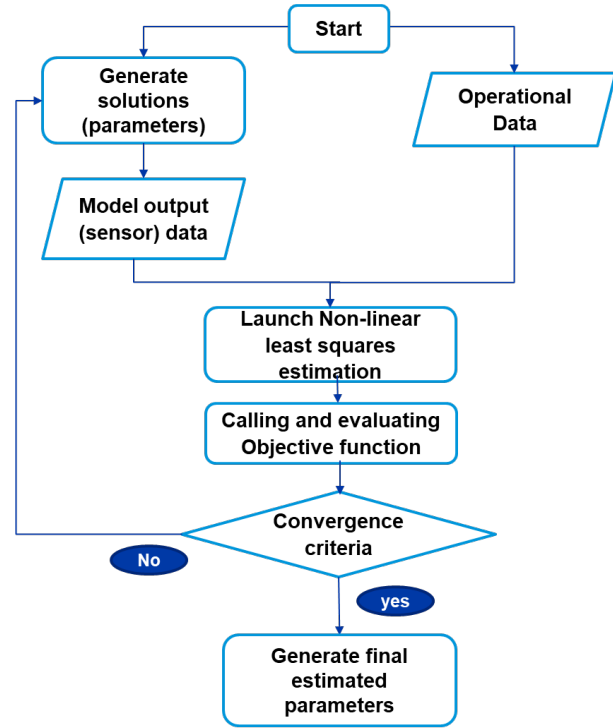 Start
Generate
solutions
(parameters)
Operational
Data
Model output
(sensor) data
Launch Non-linear
least squares
estimation
Calling and evaluating
Objective function
Convergence
criteria
No
yes
Generate final
estimated
parameters